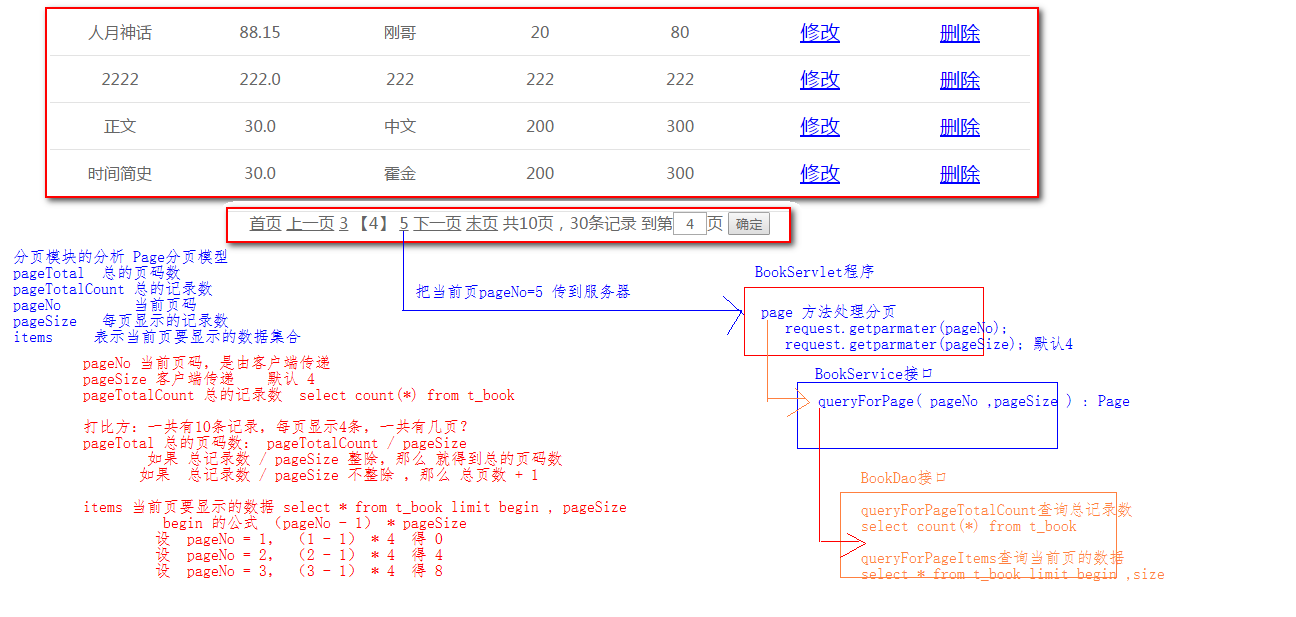 人月神话 88.15 刚哥 20 80 修改 删除
2222 222.0 222 222 222 修改 删除
正文 30.0 中文 200 300 修改 删除
时间简史 30.0 霍金 200 300 修改 删除
首页 上一页 3 【4】 5 下一页 末页 共10页，30条记录 到第 4 页 确定
分页模块的分析 Page分页模型
pageTotal 总的页码数
pageTotalCount 总的记录数
pageNo 当前页码
pageSize 每页显示的记录数
items 表示当前页要显示的数据集合
pageNo 当前页码，是由客户端传递
pageSize 客户端传递 默认 4
pageTotalCount 总的记录数 select count(*) from t_book
打比方：一共有10条记录，每页显示4条，一共有几页？
pageTotal 总的页码数： pageTotalCount / pageSize
如果 总记录数 / pageSize 整除，那么 就得到总的页码数
如果 总记录数 / pageSize 不整除 ，那么 总页数 + 1
items 当前页要显示的数据 select * from t_book limit begin , pageSize
begin 的公式 （pageNo - 1） * pageSize
设 pageNo = 1, （1 - 1） * 4 得 0
设 pageNo = 2, （2 - 1） * 4 得 4
设 pageNo = 3, （3 - 1） * 4 得 8
把当前页pageNo=5 传到服务器
BookServlet程序
page 方法处理分页
request.getparmater(pageNo);
request.getparmater(pageSize); 默认4
BookService接口
queryForPage( pageNo ,pageSize ) : Page
BookDao接口
queryForPageTotalCount查询总记录数
select count(*) from t_book
queryForPageItems查询当前页的数据
select * from t_book limit begin ,size